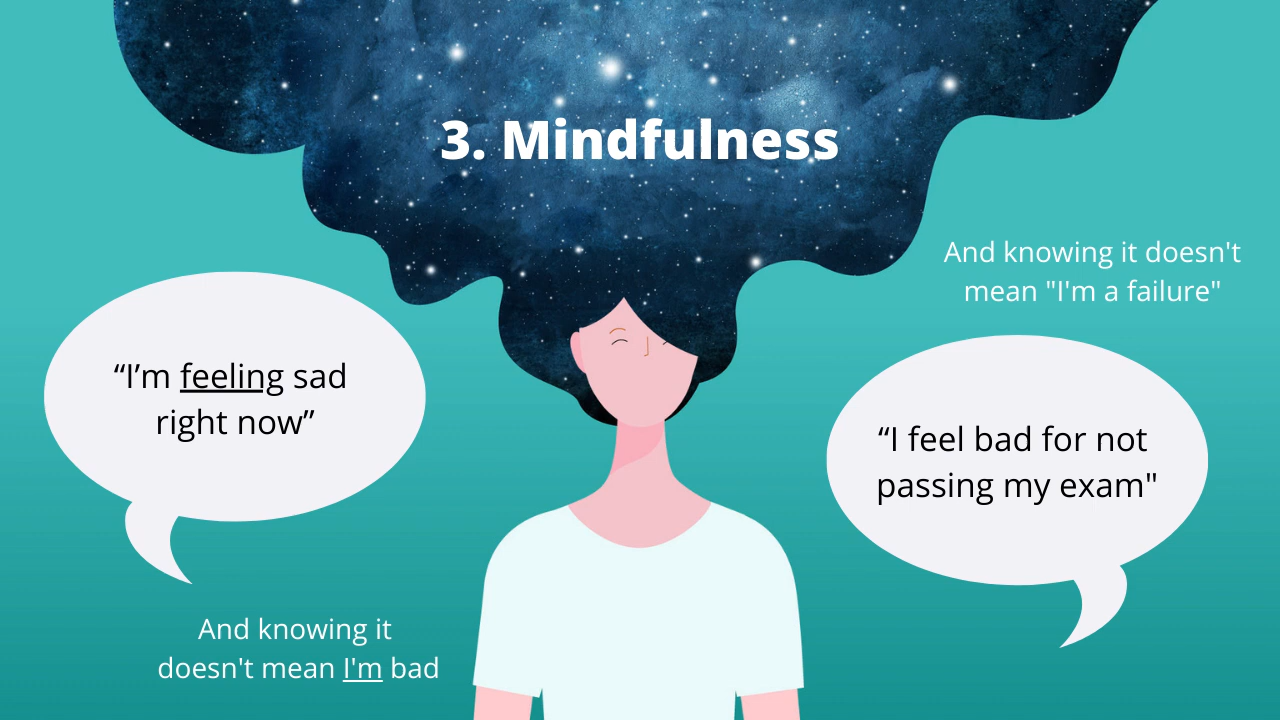 3. Mindfulness
“I’m feeling sad
right now”
And knowing it
doesn't mean I'm bad
And knowing it doesn't
mean "I'm a failure"
“I feel bad for not
passing my exam"